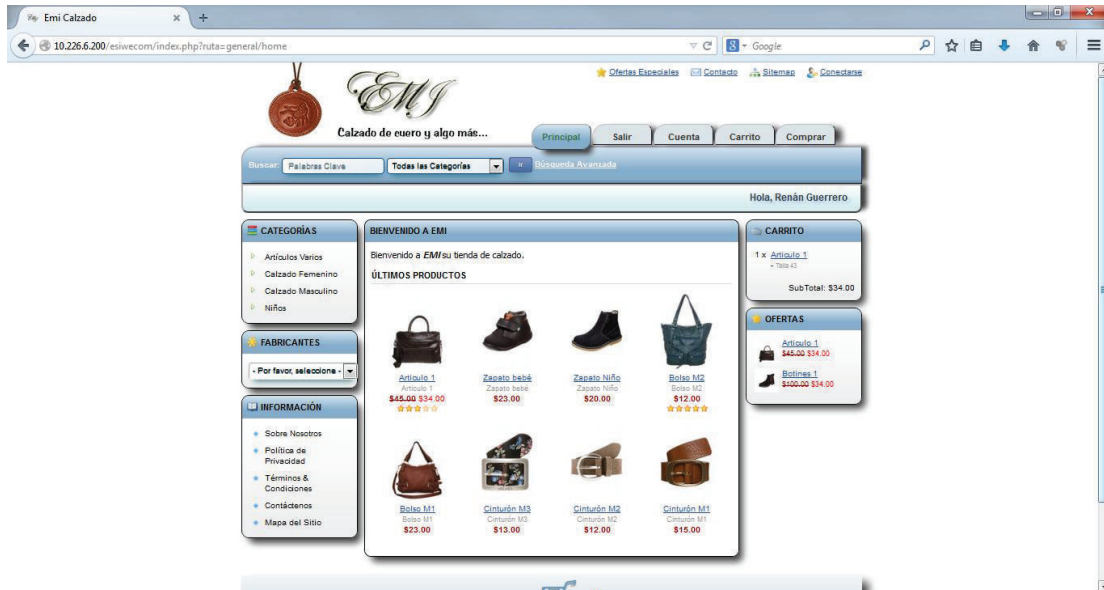 Emi Calzado
10.226.6.200/esiwecom/index.php?ruta=general/home
Google
Ofertas Especiales Contacto Sitemap Conectarse
EMI
Calzado de cuero y algo más...
Principal Salir Cuenta Carrito Comprar
Buscar: Palabras Clave Todas las Categorías Búsqueda Avanzada
Hola, Renán Guerrero
CATEGORÍAS
Artículos Varios
Calzado Femenino
Calzado Masculino
Niños
FABRICANTES
- Por favor, seleccione -
INFORMACIÓN
Sobre Nosotros
Política de
Privacidad
Términos &
Condiciones
Contáctenos
Mapa del Sitio
BIENVENIDO A EMI
Bienvenido a EMI su tienda de calzado.
ÚLTIMOS PRODUCTOS
Articulo 1 Zapato bebé Zapato Niño Bolso M2
Articulo 1 Zapato bebé Zapato Niño Bolso M2
$45.00 $34.00 $23.00 $20.00 $12.00
Bolso M1 Cinturón M3 Cinturón M2 Cinturón M1
Bolso M1 Cinturón M3 Cinturón M2 Cinturón M1
$23.00 $13.00 $12.00 $15.00
CARRITO
1 x Articulo 1
- Talla 43
SubTotal: $34.00
OFERTAS
Articulo 1
$45.00 $34.00
Botines 1
$100.00 $34.00